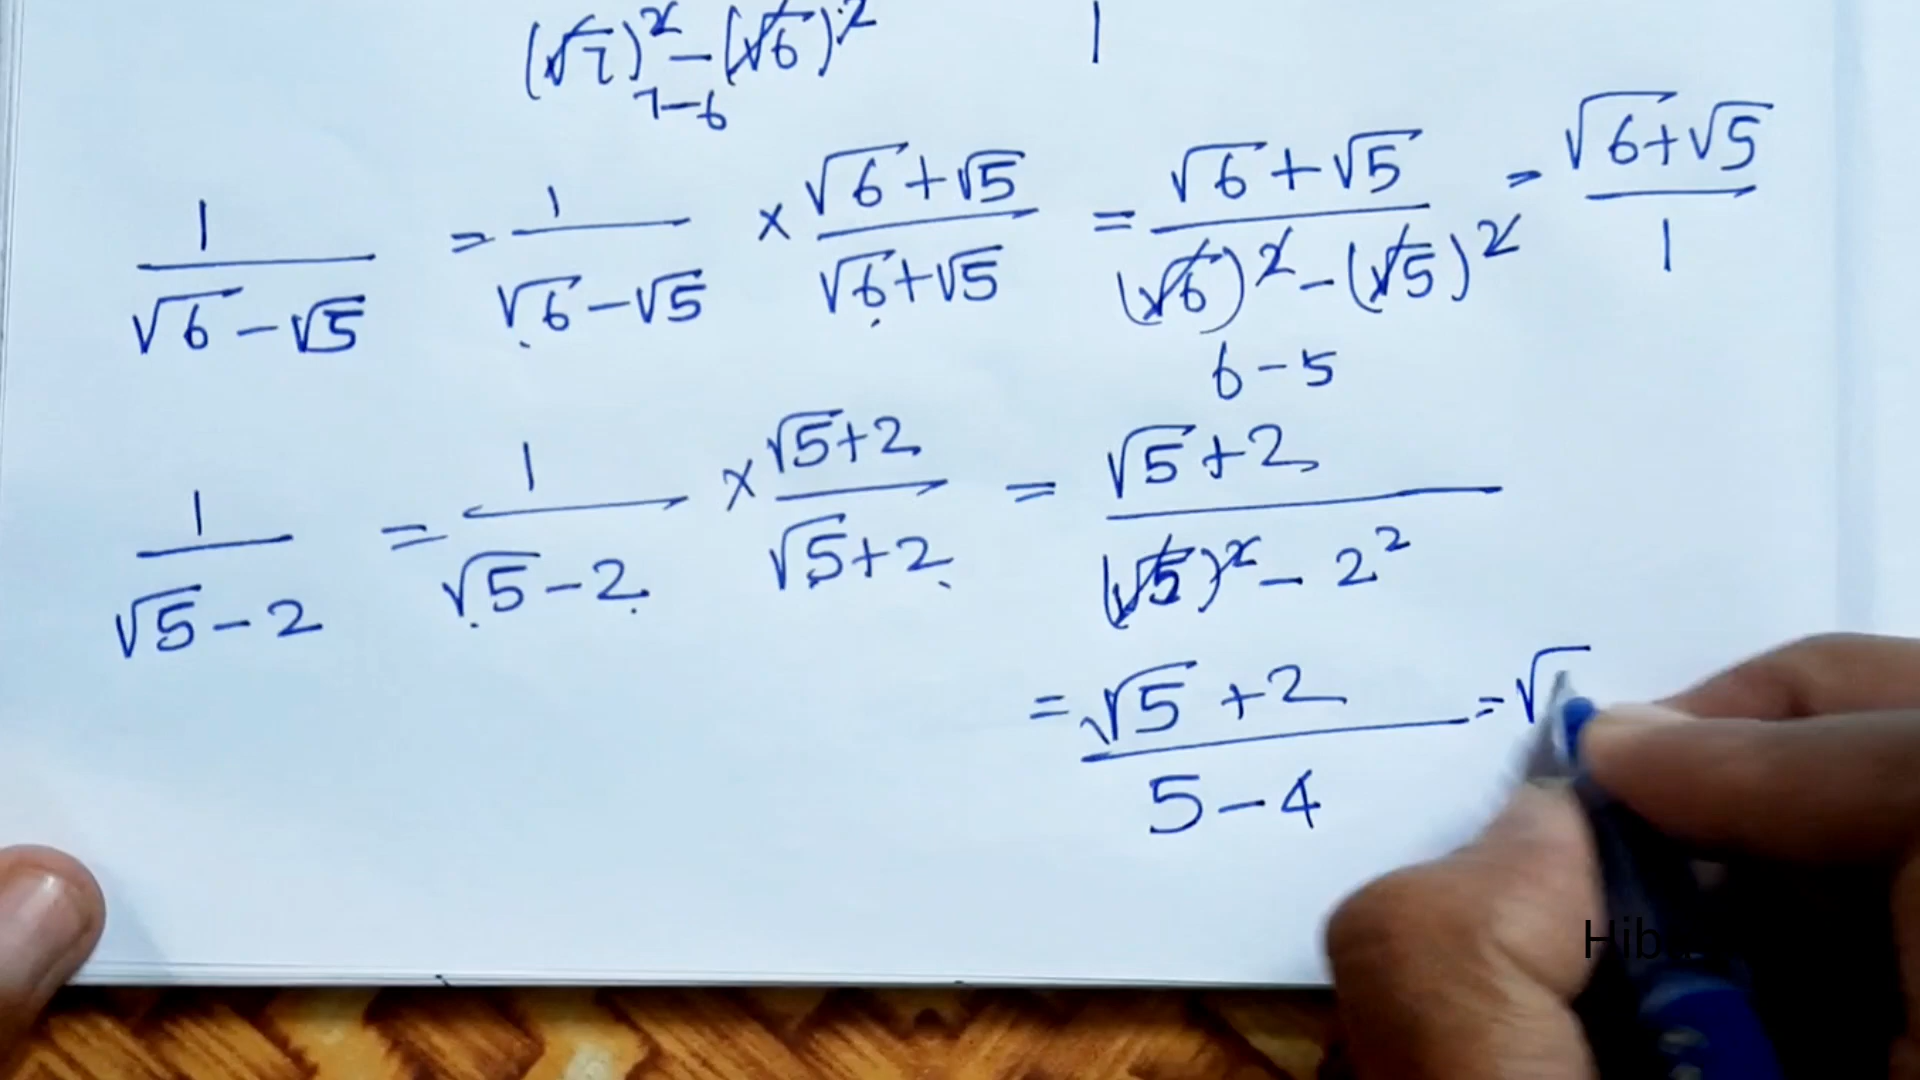 (√7)² − (√6)² 1
7−6
1/(√6 − √5) = 1/(√6 − √5) × (√6 + √5)/(√6 + √5) = (√6 + √5)/((√6)² − (√5)²) = (√6 + √5)/1
6 − 5
1/(√5 − 2) = 1/(√5 − 2) × (√5 + 2)/(√5 + 2) = (√5 + 2)/((√5)² − 2²)
= (√5 + 2)/(5 − 4) = √